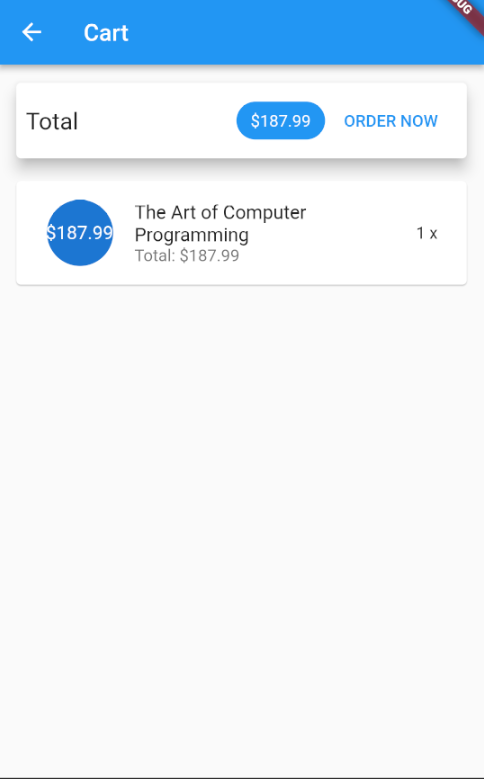 Cart
Total
$187.99
ORDER NOW
$187.99
The Art of Computer
Programming
Total: $187.99
1 x